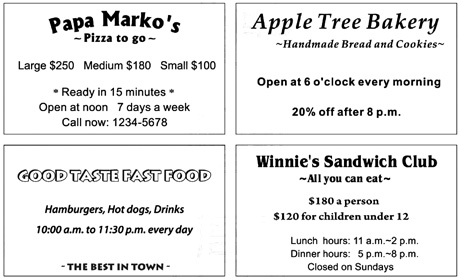 Papa Marko's
~ Pizza to go ~
Large $250 Medium $180 Small $100
* Ready in 15 minutes *
Open at noon 7 days a week
Call now: 1234-5678
Apple Tree Bakery
~Handmade Bread and Cookies~
Open at 6 o'clock every morning
20% off after 8 p.m.
GOOD TASTE FAST FOOD
Hamburgers, Hot dogs, Drinks
10:00 a.m. to 11:30 p.m. every day
- THE BEST IN TOWN -
Winnie's Sandwich Club
~All you can eat~
$180 a person
$120 for children under 12
Lunch hours: 11 a.m.~2 p.m.
Dinner hours: 5 p.m.~8 p.m.
Closed on Sundays